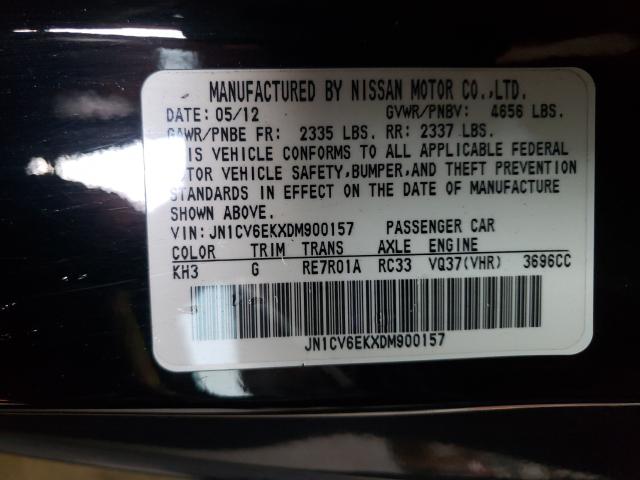 MANUFACTURED BY NISSAN MOTOR CO.,LTD.
DATE: 05/12 GVWR/PNBV: 4656 LBS.
GAWR/PNBE FR: 2335 LBS. RR: 2337 LBS.
IS VEHICLE CONFORMS TO ALL APPLICABLE FEDERAL
TOR VEHICLE SAFETY,BUMPER,AND THEFT PREVENTION
STANDARDS IN EFFECT ON THE DATE OF MANUFACTURE
SHOWN ABOVE.
VIN: JN1CV6EKXDM900157 PASSENGER CAR
COLOR TRIM TRANS AXLE ENGINE
KH3 G RE7R01A RC33 VQ37(VHR) 3696CC
JN1CV6EKXDM900157